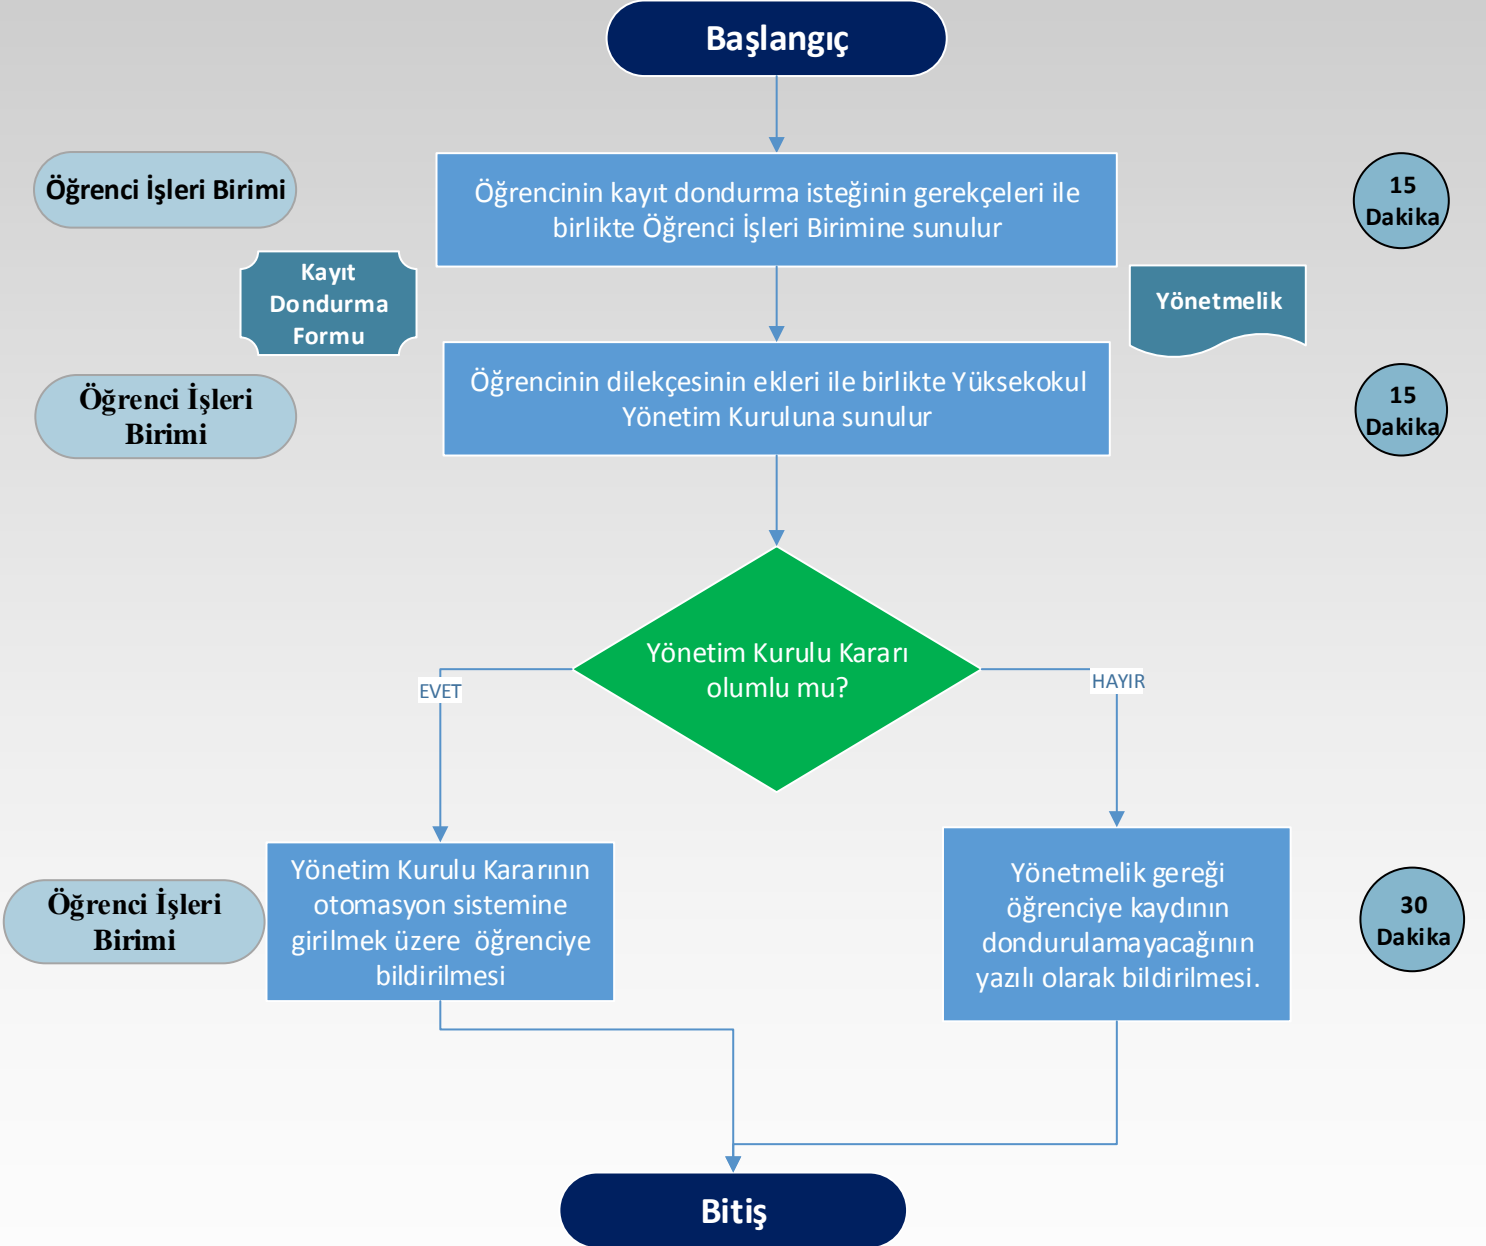 Başlangıç
Öğrenci İşleri Birimi
Öğrencinin kayıt dondurma isteğinin gerekçeleri ile
birlikte Öğrenci İşleri Birimine sunulur
15
Dakika
Kayıt
Dondurma
Formu
Yönetmelik
Öğrenci İşleri
Birimi
Öğrencinin dilekçesinin ekleri ile birlikte Yüksekokul
Yönetim Kuruluna sunulur
15
Dakika
Yönetim Kurulu Kararı
olumlu mu?
EVET
HAYIR
Öğrenci İşleri
Birimi
Yönetim Kurulu Kararının
otomasyon sistemine
girilmek üzere öğrenciye
bildirilmesi
Yönetmelik gereği
öğrenciye kaydının
dondurulamayacağının
yazılı olarak bildirilmesi.
30
Dakika
Bitiş